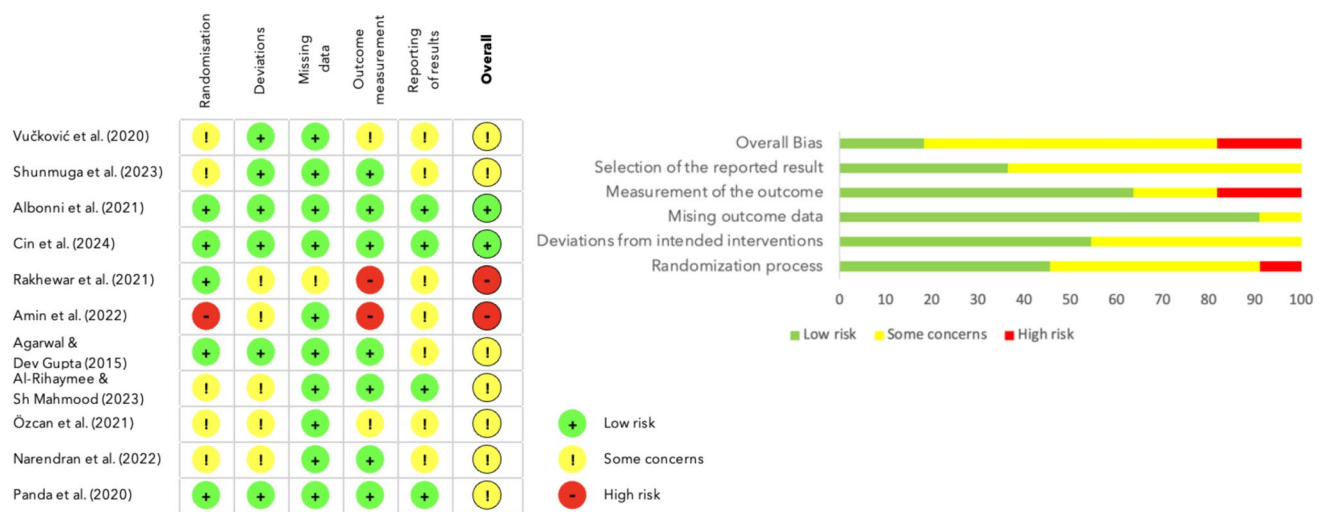 Randomisation
Deviations
Missing
data
Outcome
measurement
Reporting
of results
Overall
Vučković et al. (2020) ! + + ! ! !
Shunmuga et al. (2023) ! + + + ! !
Albonni et al. (2021) + + + + + +
Cin et al. (2024) + + + + + +
Rakhewar et al. (2021) + ! ! - ! -
Amin et al. (2022) - ! + - ! -
Agarwal &
Dev Gupta (2015) + + + + ! !
Al-Rihaymee &
Sh Mahmood (2023) ! ! + + + !
Özcan et al. (2021) ! ! + ! ! !
Narendran et al. (2022) ! ! + + ! !
Panda et al. (2020) + + + + + !
+ Low risk
! Some concerns
- High risk
Overall Bias
Selection of the reported result
Measurement of the outcome
Mising outcome data
Deviations from intended interventions
Randomization process
0 10 20 30 40 50 60 70 80 90 100
Low risk Some concerns High risk